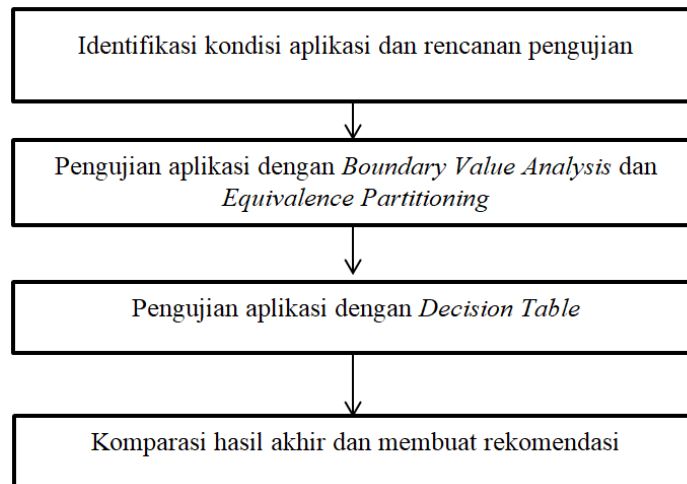 Identifikasi kondisi aplikasi dan rencanan pengujian
Pengujian aplikasi dengan Boundary Value Analysis dan
Equivalence Partitioning
Pengujian aplikasi dengan Decision Table
Komparasi hasil akhir dan membuat rekomendasi